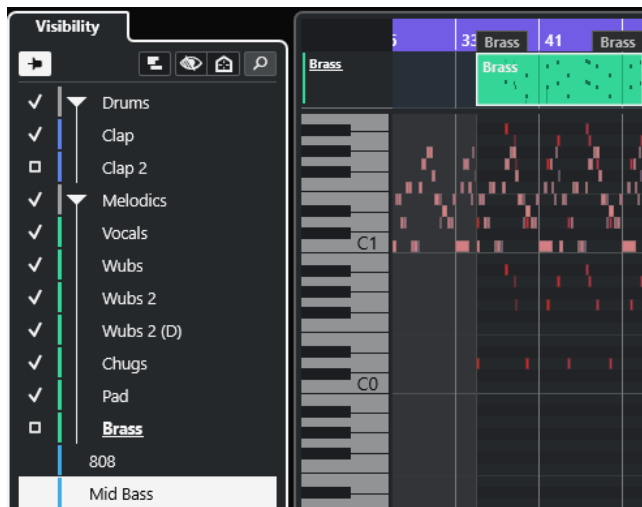 Visibility
Drums
Clap
Clap 2
Melodics
Vocals
Wubs
Wubs 2
Wubs 2 (D)
Chugs
Pad
Brass
808
Mid Bass
33 Brass 41 Brass
Brass
Brass
C1
C0